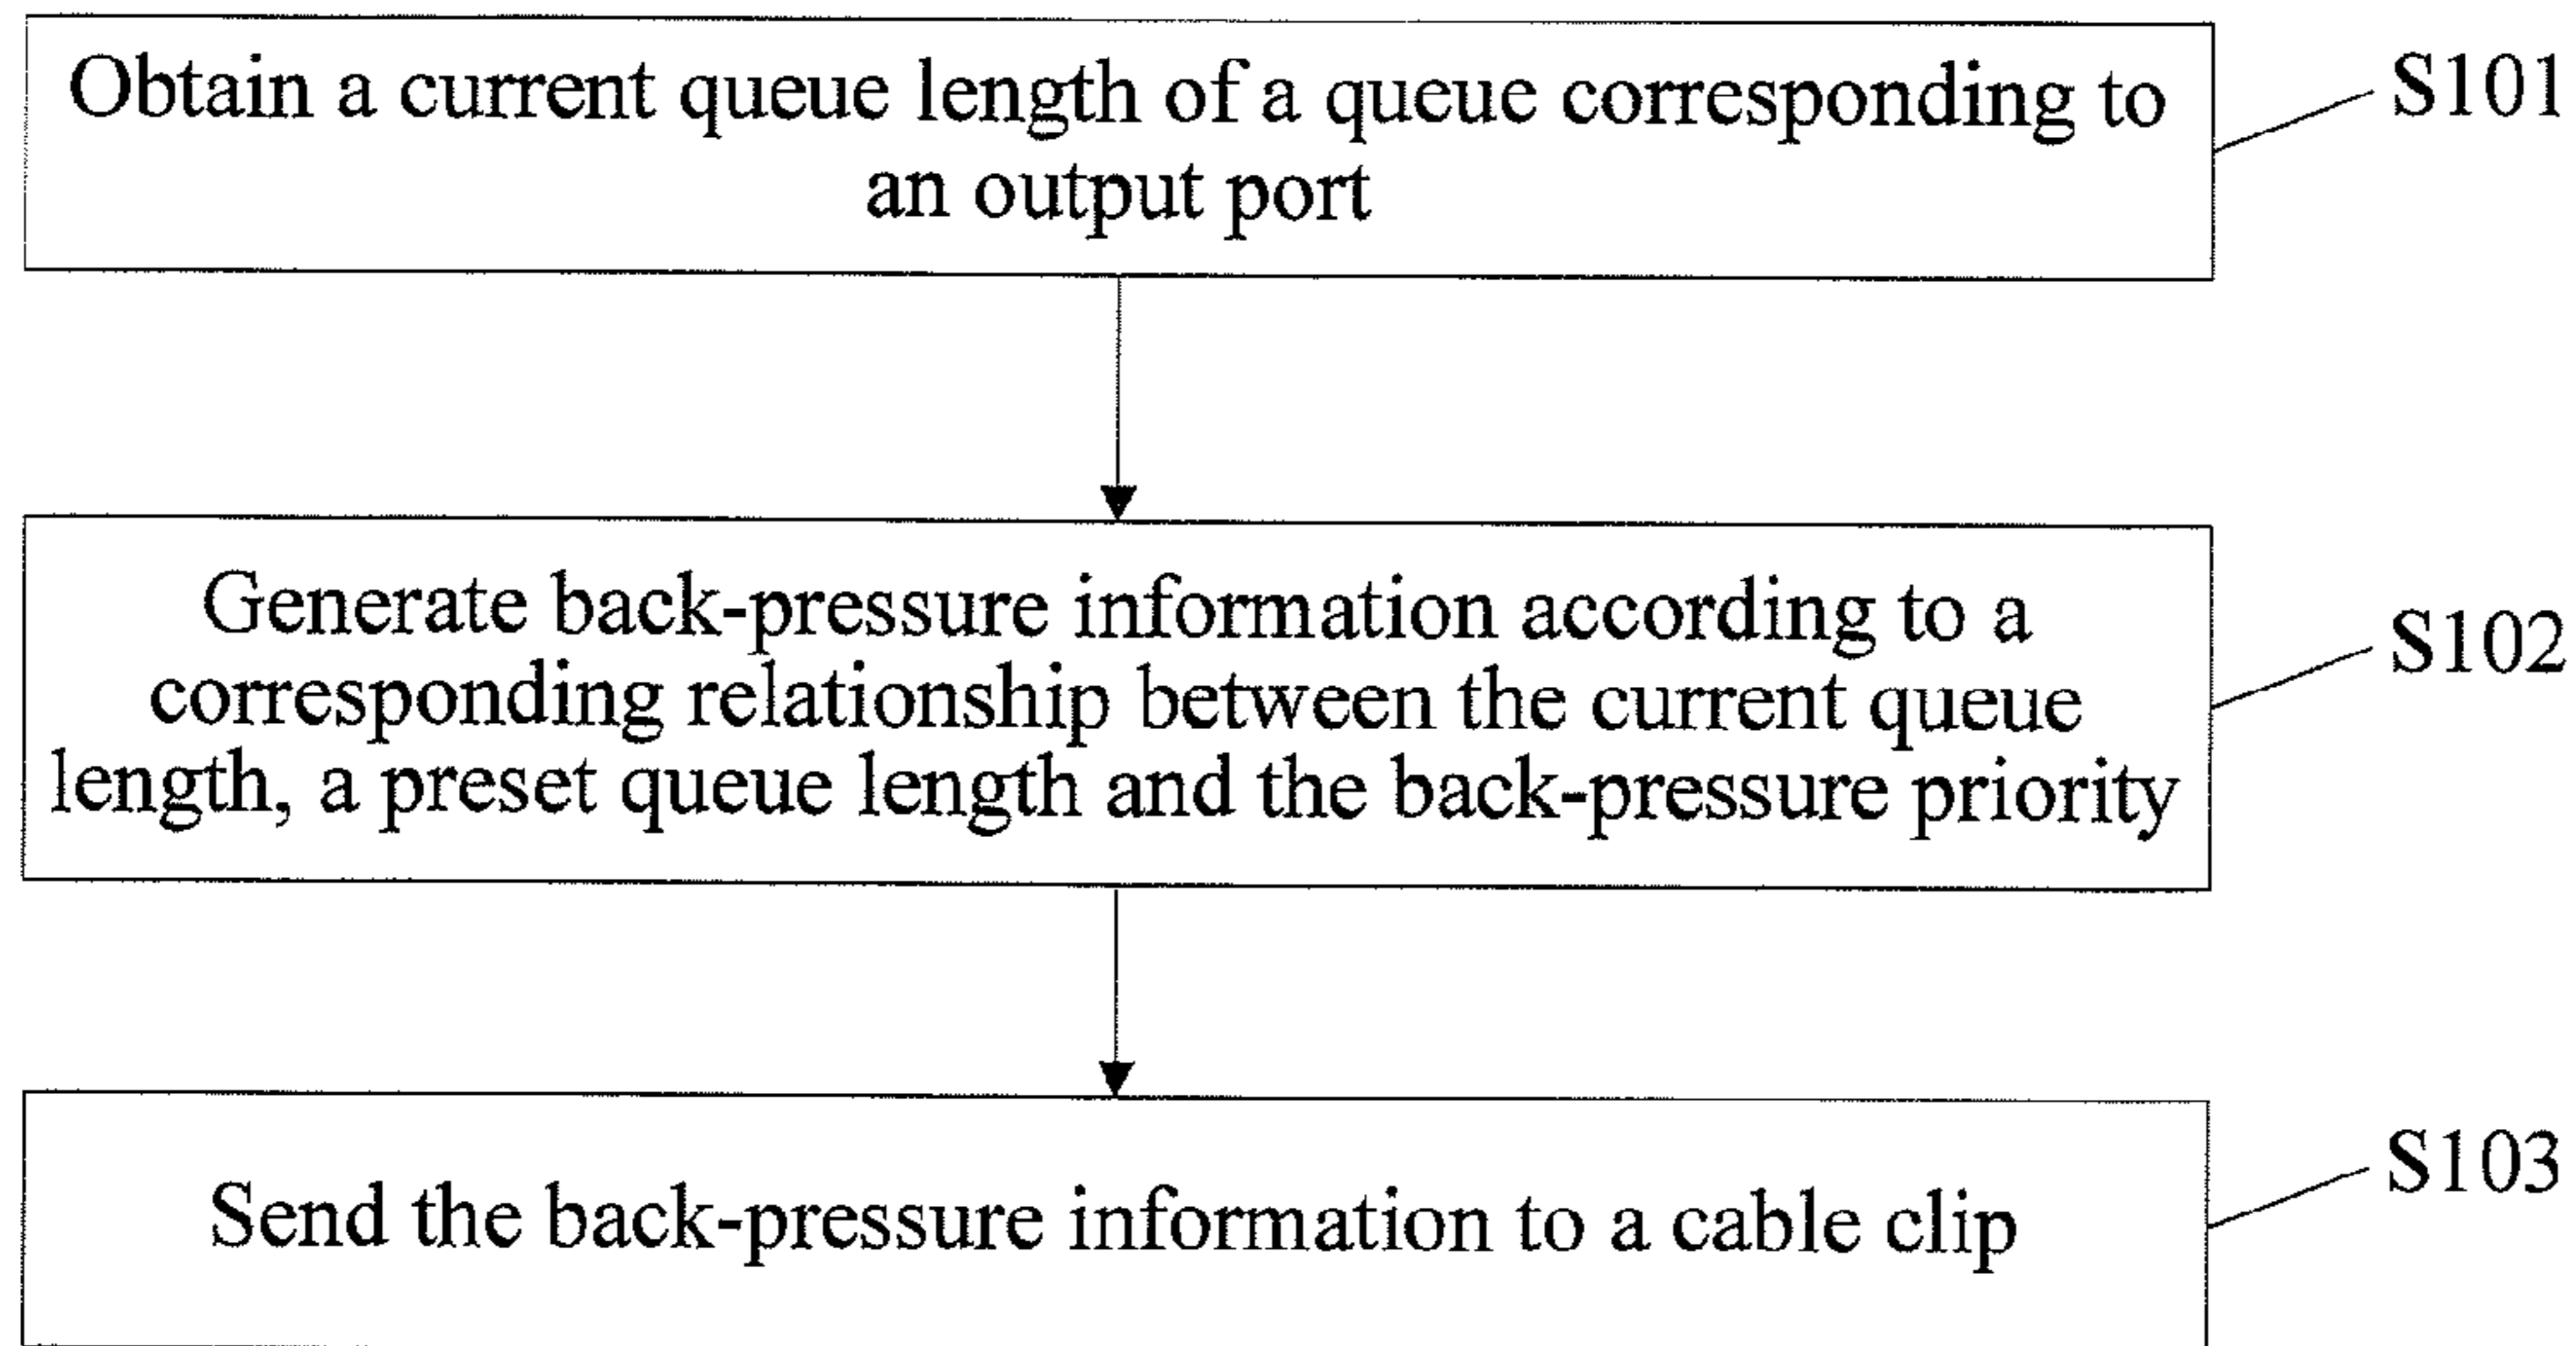 Obtain a current queue length of a queue corresponding to
an output port
S101
Generate back-pressure information according to a
corresponding relationship between the current queue
length, a preset queue length and the back-pressure priority
S102
Send the back-pressure information to a cable clip
S103